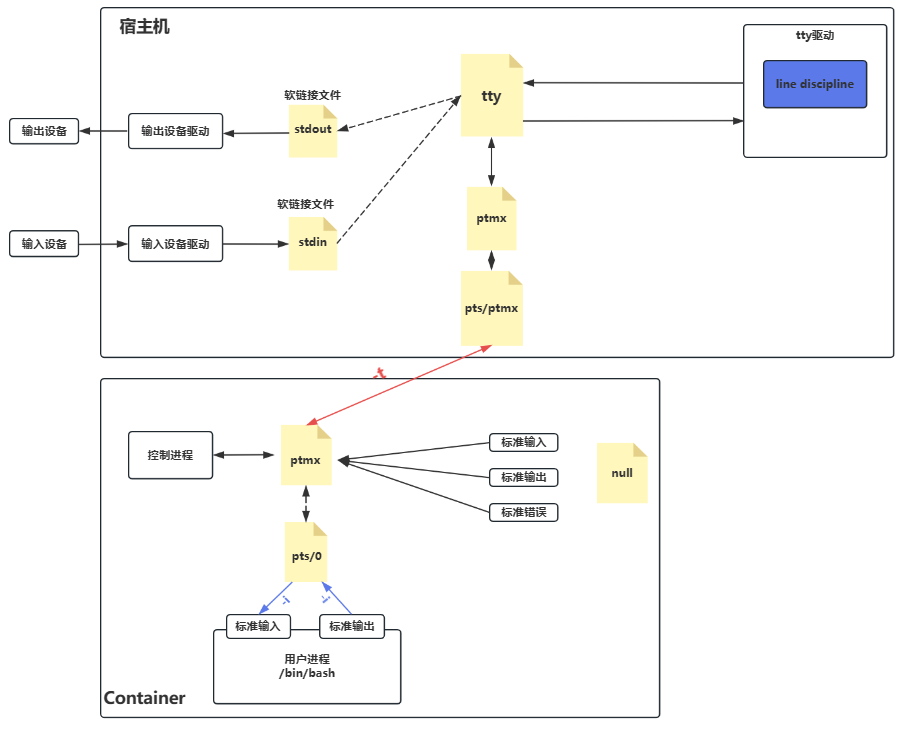 宿主机
tty驱动
line discipline
tty
软链接文件
stdout
输出设备驱动
输出设备
软链接文件
stdin
输入设备驱动
输入设备
ptmx
pts/ptmx
-t
控制进程
ptmx
标准输入
标准输出
标准错误
null
pts/0
-i
-i
标准输入
标准输出
用户进程
/bin/bash
Container